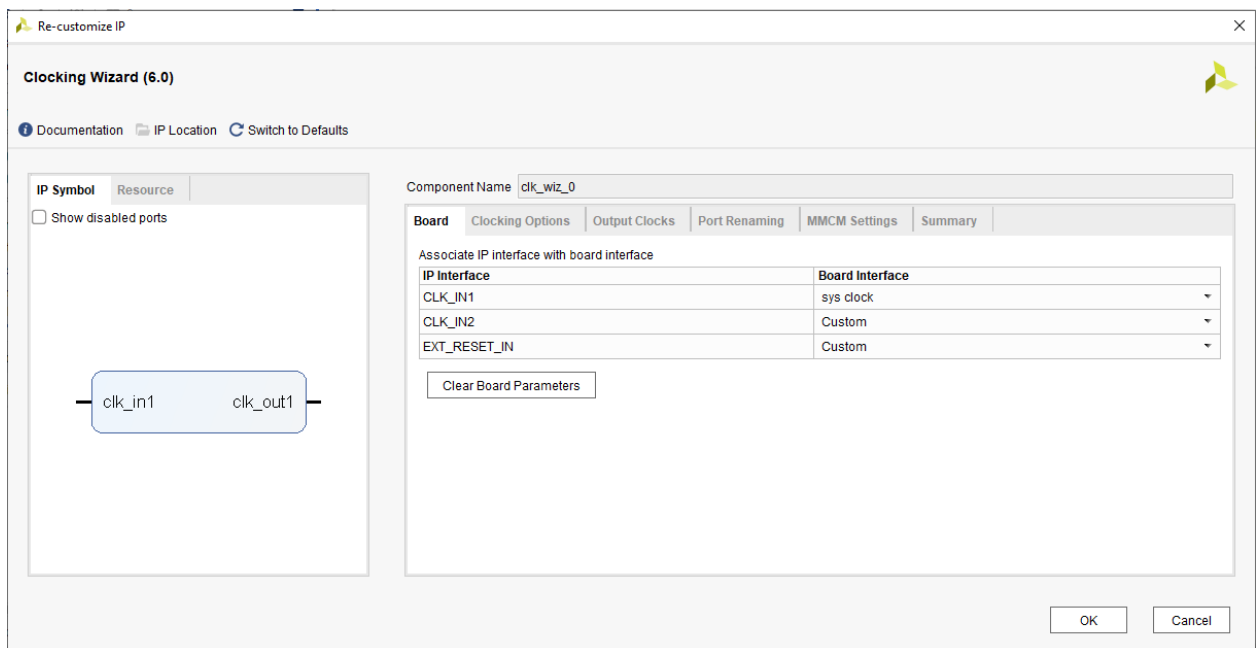 Re-customize IP
Clocking Wizard (6.0)
Documentation IP Location Switch to Defaults
IP Symbol Resource
Show disabled ports
clk_in1 clk_out1
Component Name clk_wiz_0
Board Clocking Options Output Clocks Port Renaming MMCM Settings Summary
Associate IP interface with board interface
IP Interface Board Interface
CLK_IN1 sys clock
CLK_IN2 Custom
EXT_RESET_IN Custom
Clear Board Parameters
OK Cancel